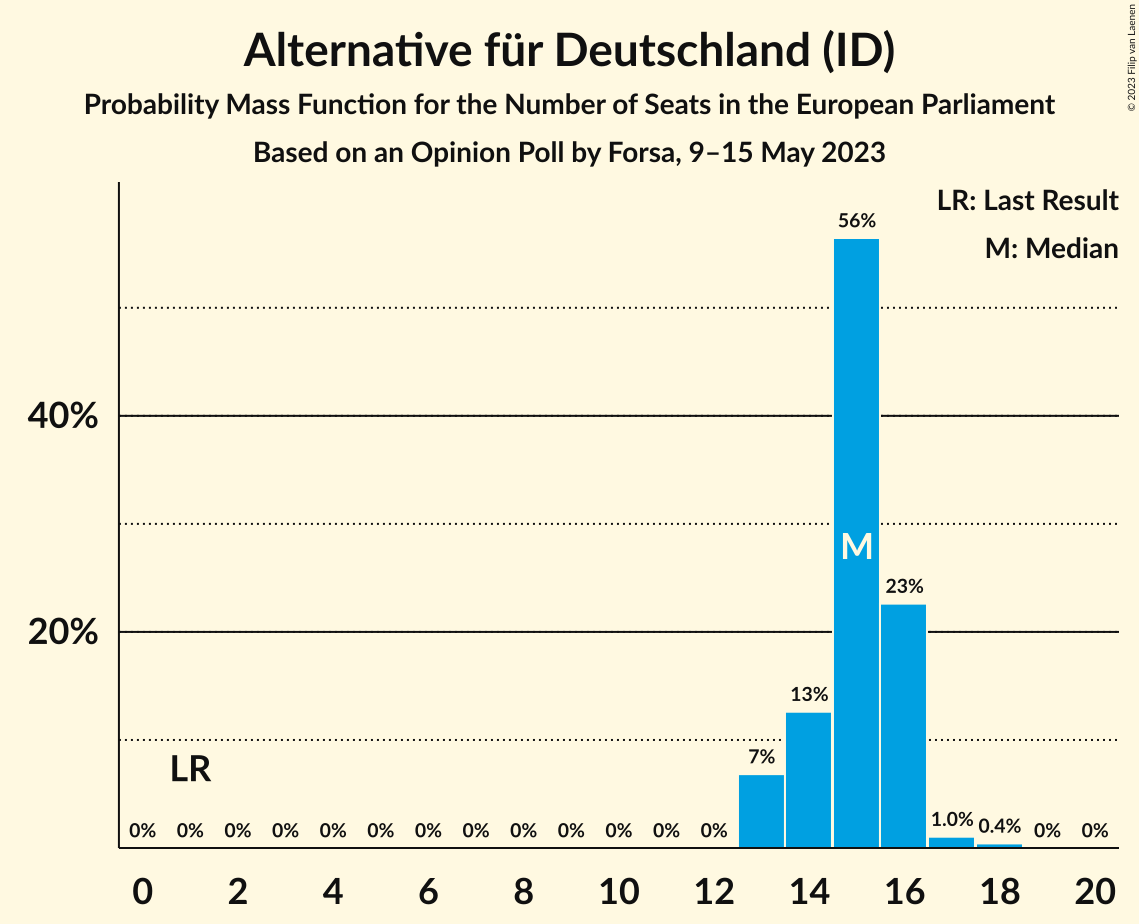 Alternative für Deutschland (ID)
Probability Mass Function for the Number of Seats in the European Parliament
Based on an Opinion Poll by Forsa, 9–15 May 2023
© 2023 Filip van Laenen
LR: Last Result
M: Median
56%
40%
M
23%
20%
13%
7%
LR
0% 0% 0% 0% 0% 0% 0% 0% 0% 0% 0% 0% 0% 1.0% 0.4% 0% 0%
0 2 4 6 8 10 12 14 16 18 20